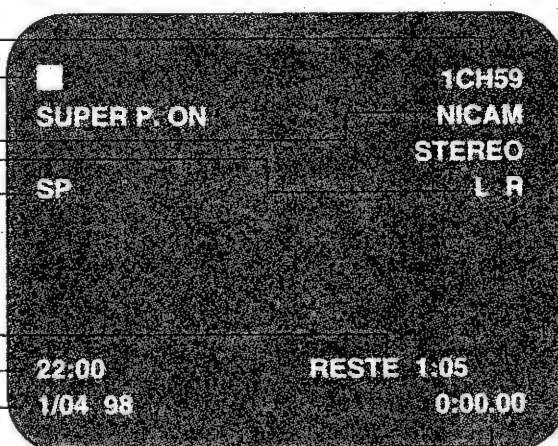 1CH59
SUPER P. ON NICAM
STEREO
SP L R
22:00 RESTE 1:05
1/04 98 0:00.00